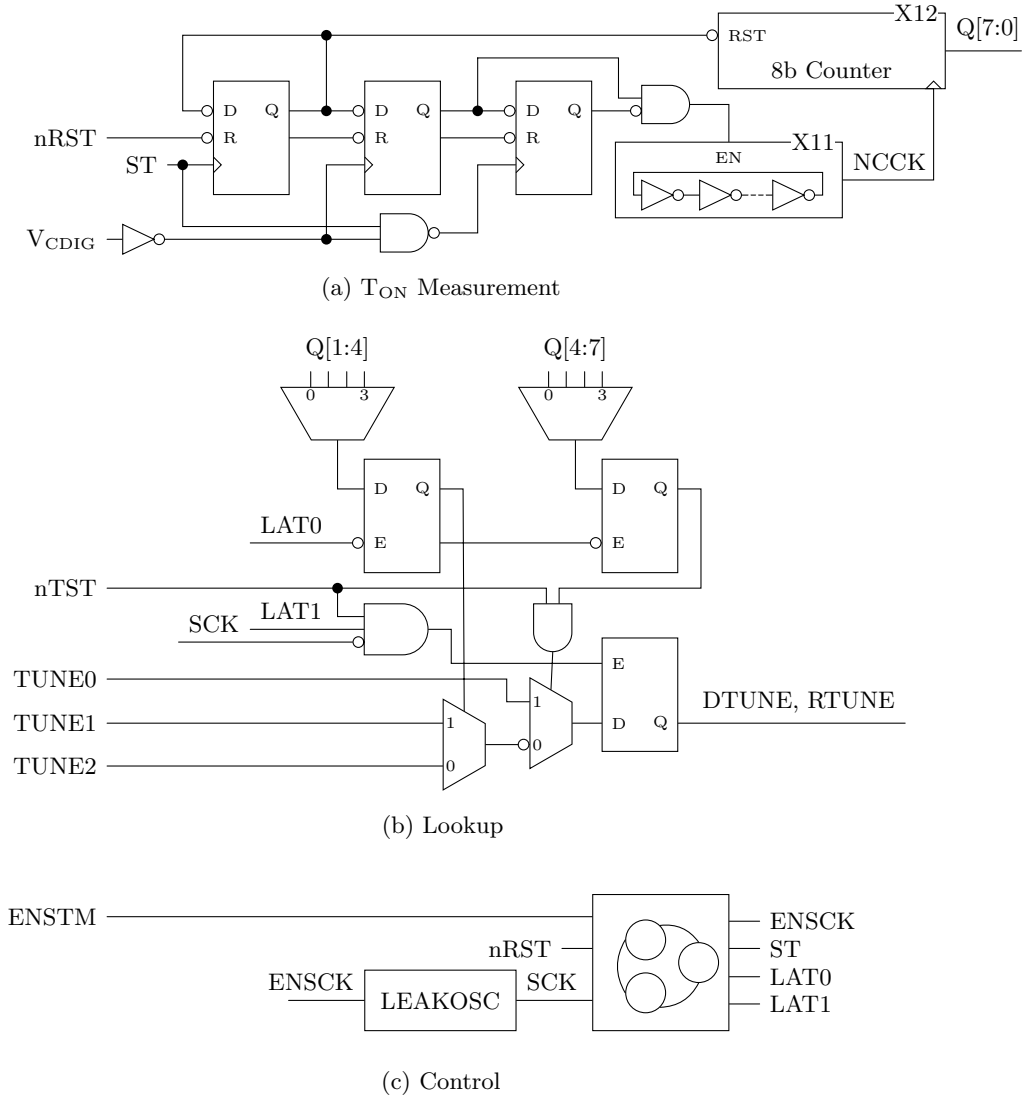 X12
Q[7:0]
RST
8b Counter
D Q D Q D Q
nRST R R R
X11
ST
EN
NCCK
V_CDIG
(a) T_ON Measurement
Q[1:4] Q[4:7]
0 3 0 3
D Q D Q
LAT0 E E
nTST
LAT1
SCK
E
TUNE0
1
DTUNE, RTUNE
TUNE1 1 D Q
0
TUNE2 0
(b) Lookup
ENSTM ENSCK
nRST ST
ENSCK SCK LAT0
LEAKOSC LAT1
(c) Control